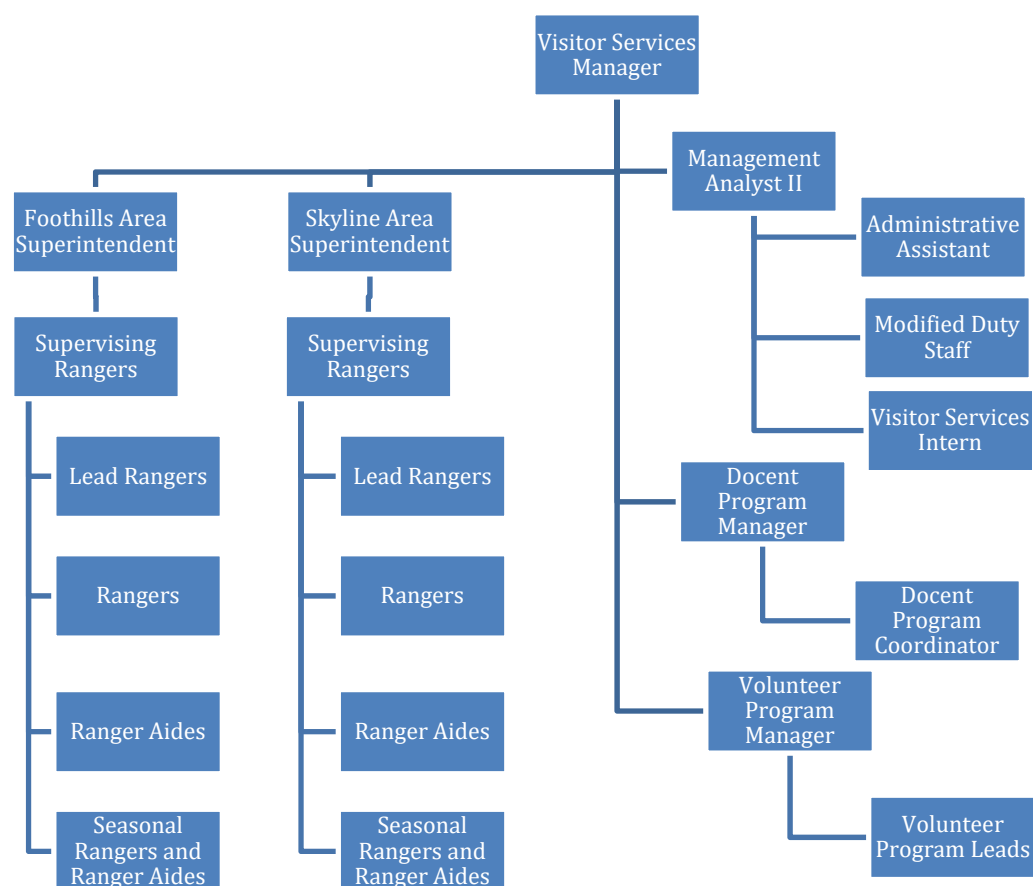 Visitor Services
Manager
Management
Analyst II
Foothills Area
Superintendent
Skyline Area
Superintendent
Administrative
Assistant
Supervising
Rangers
Supervising
Rangers
Modified Duty
Staff
Visitor Services
Intern
Lead Rangers
Lead Rangers
Docent
Program
Manager
Rangers
Rangers
Docent
Program
Coordinator
Volunteer
Program
Manager
Ranger Aides
Ranger Aides
Seasonal
Rangers and
Ranger Aides
Seasonal
Rangers and
Ranger Aides
Volunteer
Program Leads